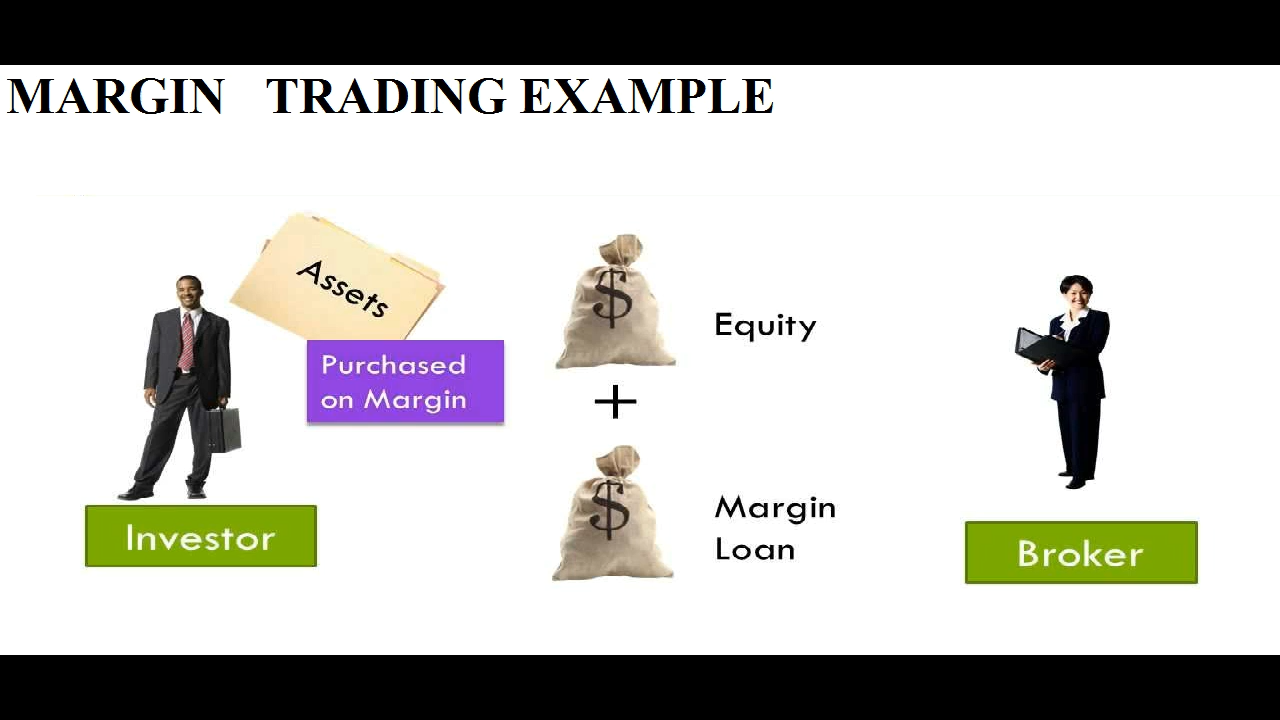 MARGIN TRADING EXAMPLE
Assets
Purchased
on Margin
$
Equity
+
$
Margin
Loan
Investor
Broker